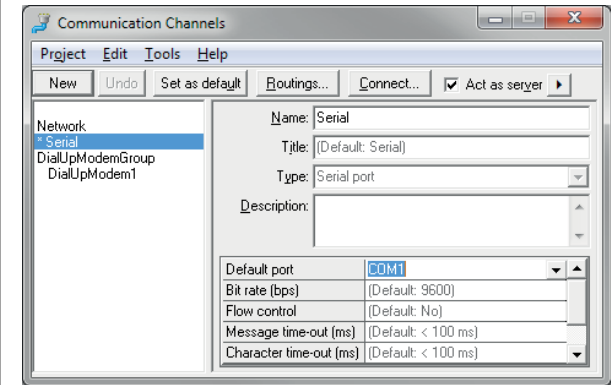 Communication Channels
Project Edit Tools Help
New Undo Set as default Routings... Connect... Act as server
Network
* Serial
DialUpModemGroup
DialUpModem1
Name: Serial
Title: (Default: Serial)
Type: Serial port
Description:
Default port COM1
Bit rate (bps) (Default: 9600)
Flow control (Default: No)
Message time-out (ms) (Default: < 100 ms)
Character time-out (ms) (Default: < 100 ms)